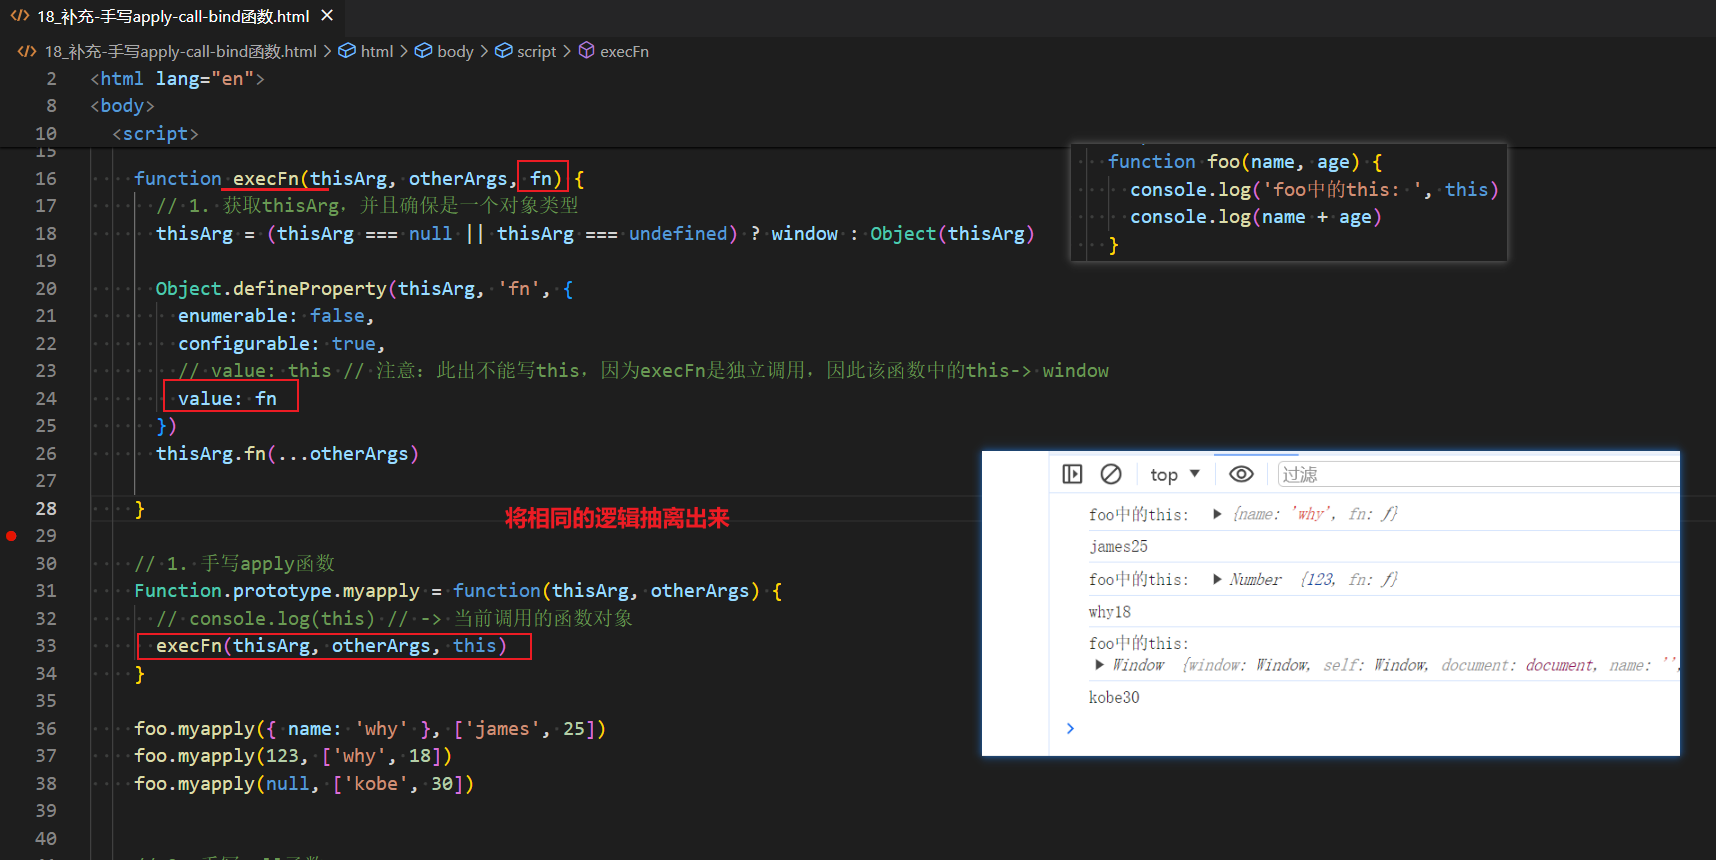 18_补充-手写apply-call-bind函数.html
18_补充-手写apply-call-bind函数.html > html > body > script > execFn
2 <html lang="en">
8 <body>
10 <script>
15
16 function execFn(thisArg, otherArgs, fn) {
17 // 1. 获取thisArg，并且确保是一个对象类型
18 thisArg = (thisArg === null || thisArg === undefined) ? window : Object(thisArg)
19
20 Object.defineProperty(thisArg, 'fn', {
21 enumerable: false,
22 configurable: true,
23 // value: this // 注意：此出不能写this，因为execFn是独立调用，因此该函数中的this-> window
24 value: fn
25 })
26 thisArg.fn(...otherArgs)
27
28 }
将相同的逻辑抽离出来
29
30 // 1. 手写apply函数
31 Function.prototype.myapply = function(thisArg, otherArgs) {
32 // console.log(this) // -> 当前调用的函数对象
33 execFn(thisArg, otherArgs, this)
34 }
35
36 foo.myapply({ name: 'why' }, ['james', 25])
37 foo.myapply(123, ['why', 18])
38 foo.myapply(null, ['kobe', 30])
39
40
function foo(name, age) {
console.log('foo中的this: ', this)
console.log(name + age)
}
top 过滤
foo中的this: ▶ {name: 'why', fn: ƒ}
james25
foo中的this: ▶ Number {123, fn: ƒ}
why18
foo中的this:
▶ Window {window: Window, self: Window, document: document, name: '',
kobe30
>